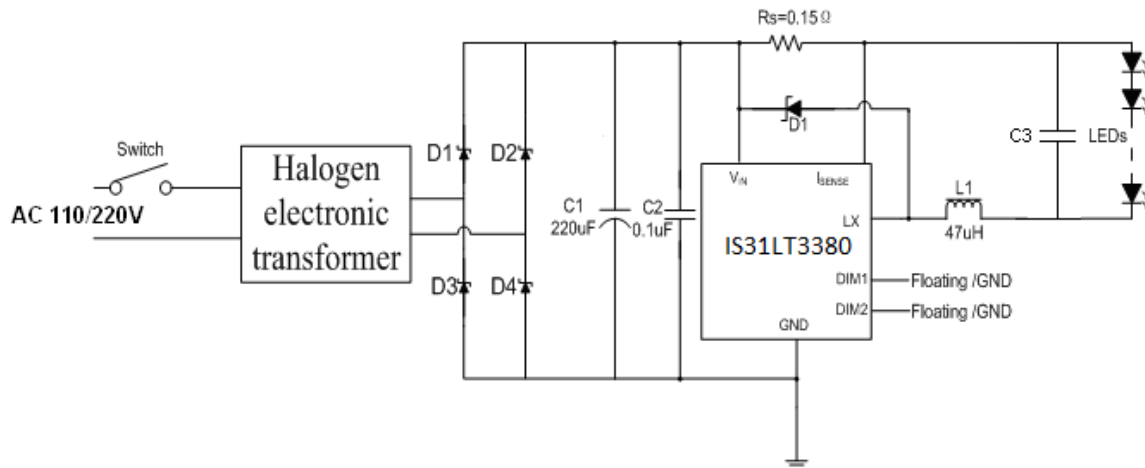 Rs=0.15Ω
Switch
AC 110/220V
Halogen
electronic
transformer
D1
D2
D3
D4
C1
220uF
C2
0.1uF
D1
VIN
ISENSE
LX
IS31LT3380
DIM1
DIM2
GND
L1
47uH
Floating /GND
Floating /GND
C3
LEDs